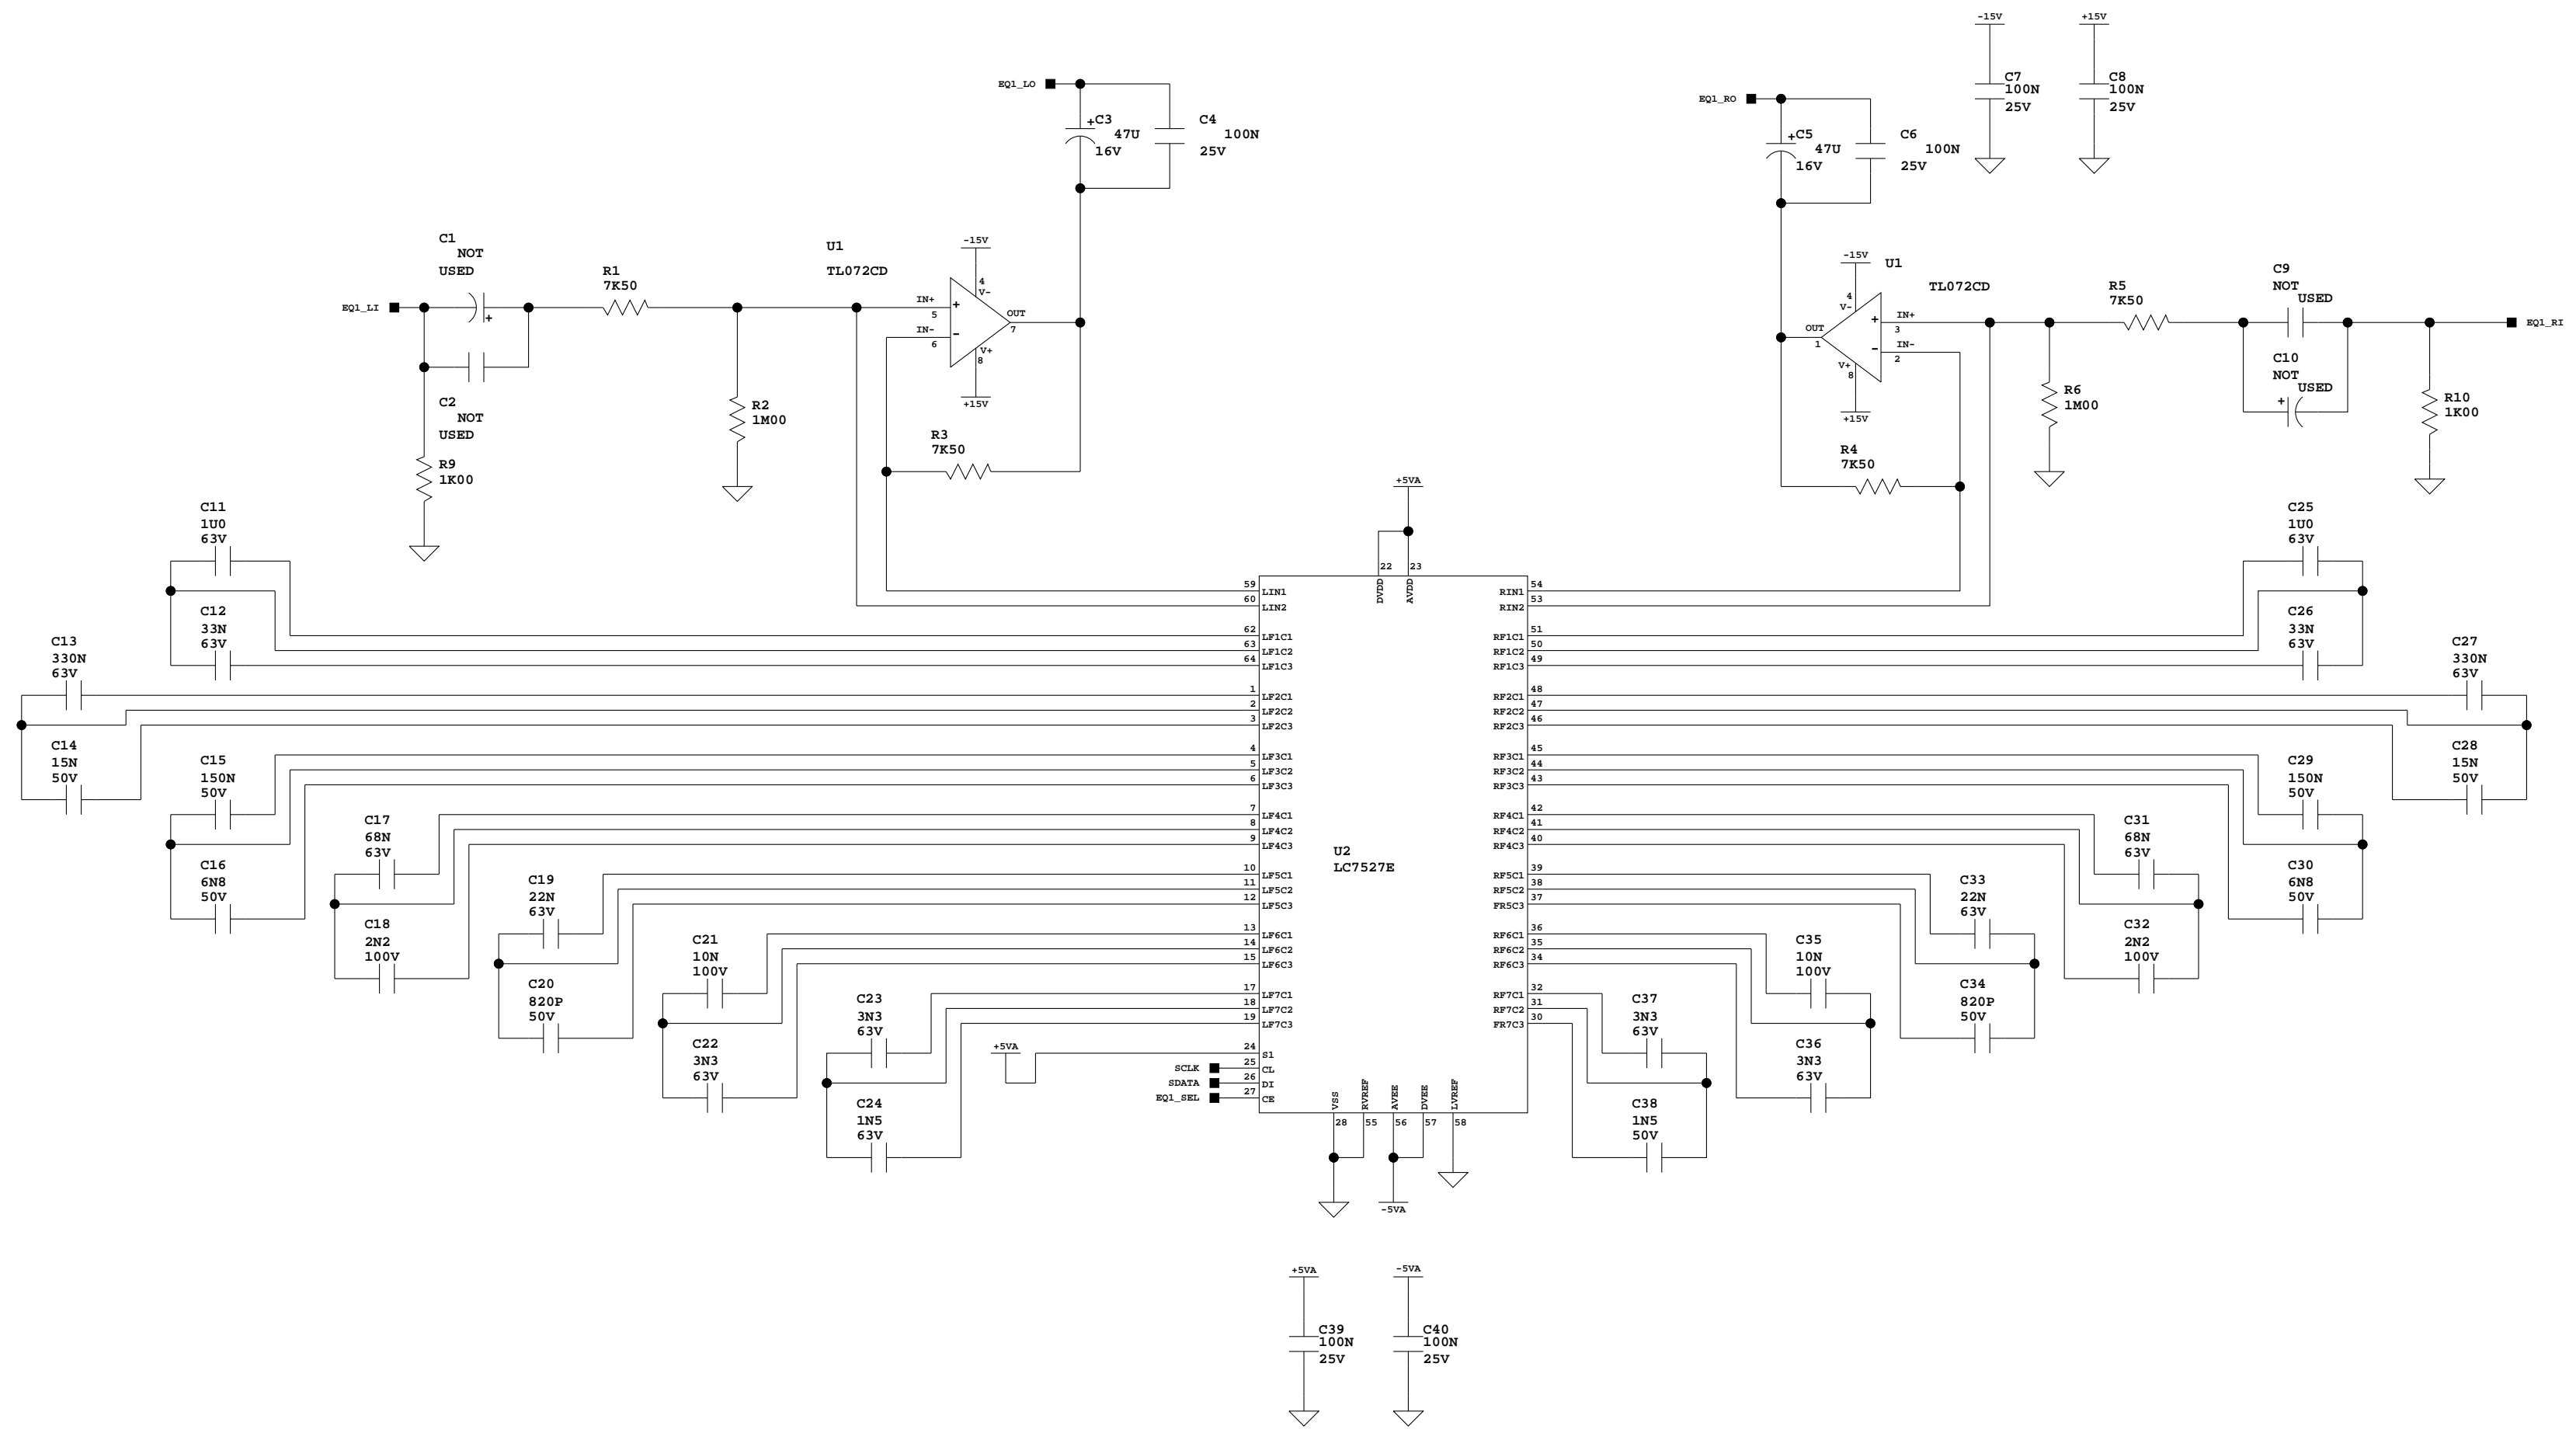 -15V
+15V
C7
100N
25V
C8
100N
25V
EQ1_LO
+
C3
47U
16V
C4
100N
25V
EQ1_RO
+
C5
47U
16V
C6
100N
25V
C1
NOT
USED
EQ1_LI
+
C2
NOT
USED
R9
1K00
R1
7K50
R2
1M00
U1
TL072CD
-15V
4
V-
IN+
5
+
IN-
6
-
OUT
7
V+
8
+15V
R3
7K50
-15V
U1
4
V-
TL072CD
OUT
1
+
IN+
3
-
IN-
2
V+
8
+15V
R4
7K50
R5
7K50
R6
1M00
C9
NOT
USED
C10
NOT
USED
+
EQ1_RI
R10
1K00
C11
1U0
63V
C12
33N
63V
C13
330N
63V
C14
15N
50V
C15
150N
50V
C16
6N8
50V
C17
68N
63V
C18
2N2
100V
C19
22N
63V
C20
820P
50V
C21
10N
100V
C22
3N3
63V
C23
3N3
63V
C24
1N5
63V
+5VA
22
23
DVDD
AVDD
59 LIN1
60 LIN2
62 LF1C1
63 LF1C2
64 LF1C3
1 LF2C1
2 LF2C2
3 LF2C3
4 LF3C1
5 LF3C2
6 LF3C3
7 LF4C1
8 LF4C2
9 LF4C3
10 LF5C1
11 LF5C2
12 LF5C3
13 LF6C1
14 LF6C2
15 LF6C3
17 LF7C1
18 LF7C2
19 LF7C3
+5VA
24 S1
SCLK 25 CL
SDATA 26 DI
EQ1_SEL 27 CE
U2
LC7527E
RIN1 54
RIN2 53
RF1C1 51
RF1C2 50
RF1C3 49
RF2C1 48
RF2C2 47
RF2C3 46
RF3C1 45
RF3C2 44
RF3C3 43
RF4C1 42
RF4C2 41
RF4C3 40
RF5C1 39
RF5C2 38
FR5C3 37
RF6C1 36
RF6C2 35
RF6C3 34
RF7C1 32
RF7C2 31
FR7C3 30
VSS
RVREF
AVEE
DVEE
LVREF
28
55
56
57
58
-5VA
C25
1U0
63V
C26
33N
63V
C27
330N
63V
C28
15N
50V
C29
150N
50V
C30
6N8
50V
C31
68N
63V
C32
2N2
100V
C33
22N
63V
C34
820P
50V
C35
10N
100V
C36
3N3
63V
C37
3N3
63V
C38
1N5
50V
+5VA
C39
100N
25V
-5VA
C40
100N
25V